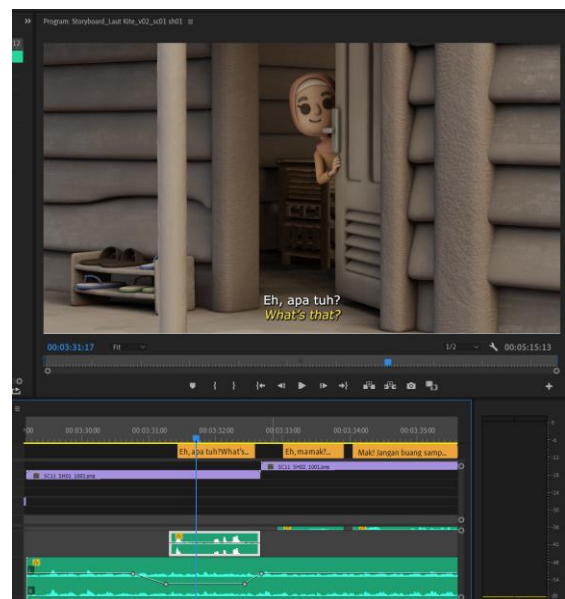 Program: Storyboard_Laut Kite_v02_sc01 sh01
17
Eh, apa tuh?
What's that?
00:03:31:17 Fit 1/2 00:05:15:13
:00 00:03:30:00 00:03:31:00 00:03:32:00 00:03:33:00 00:03:34:00 00:03:35:00
Eh, apa tuh?What's... Eh, mamak!... Mak! Jangan buang samp...
SC11_SH02_1001.png
SC11_SH01_1001.png